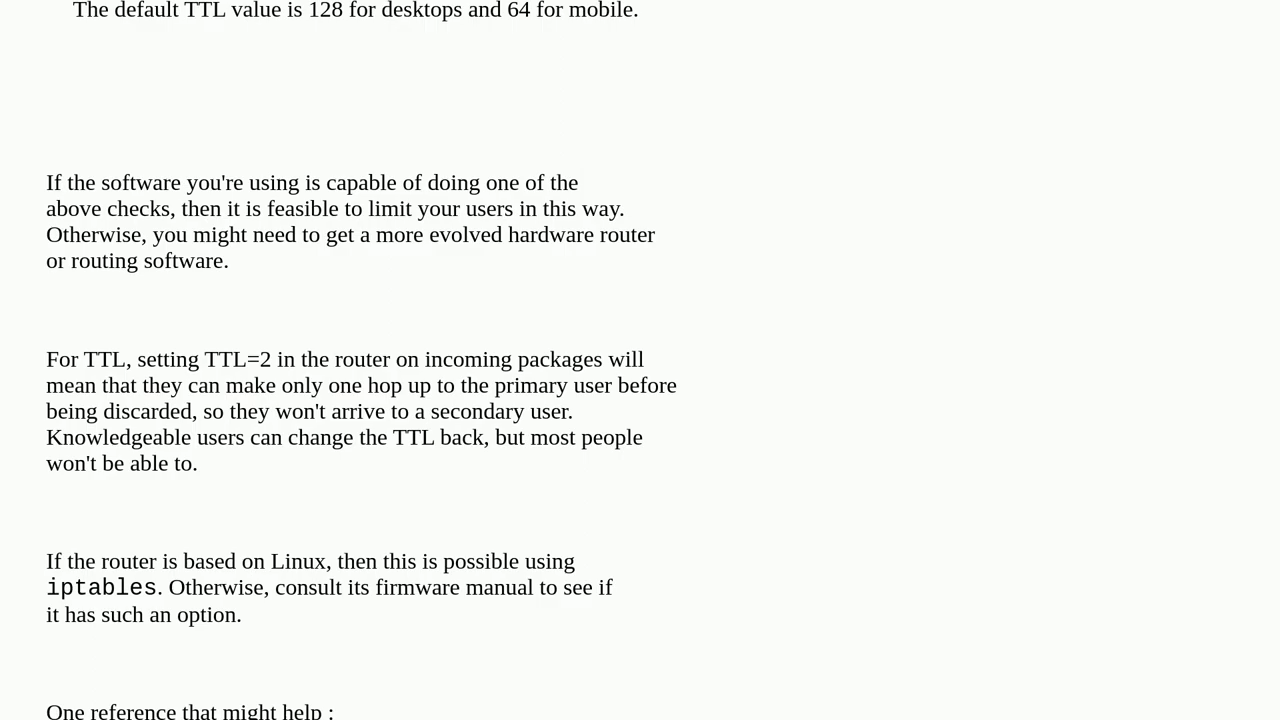 The default TTL value is 128 for desktops and 64 for mobile.
If the software you're using is capable of doing one of the
above checks, then it is feasible to limit your users in this way.
Otherwise, you might need to get a more evolved hardware router
or routing software.
For TTL, setting TTL=2 in the router on incoming packages will
mean that they can make only one hop up to the primary user before
being discarded, so they won't arrive to a secondary user.
Knowledgeable users can change the TTL back, but most people
won't be able to.
If the router is based on Linux, then this is possible using
iptables. Otherwise, consult its firmware manual to see if
it has such an option.
One reference that might help :